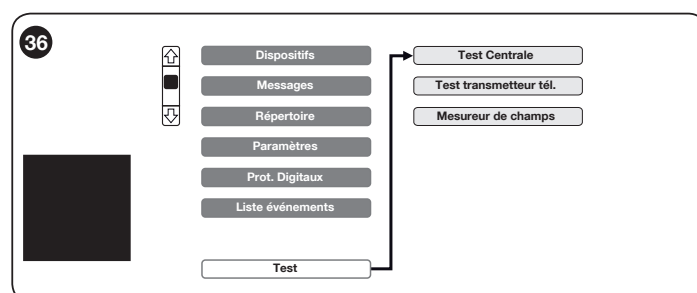 36
Dispositifs
Messages
Répertoire
Paramètres
Prot. Digitaux
Liste événements
Test
Test Centrale
Test transmetteur tél.
Mesureur de champs